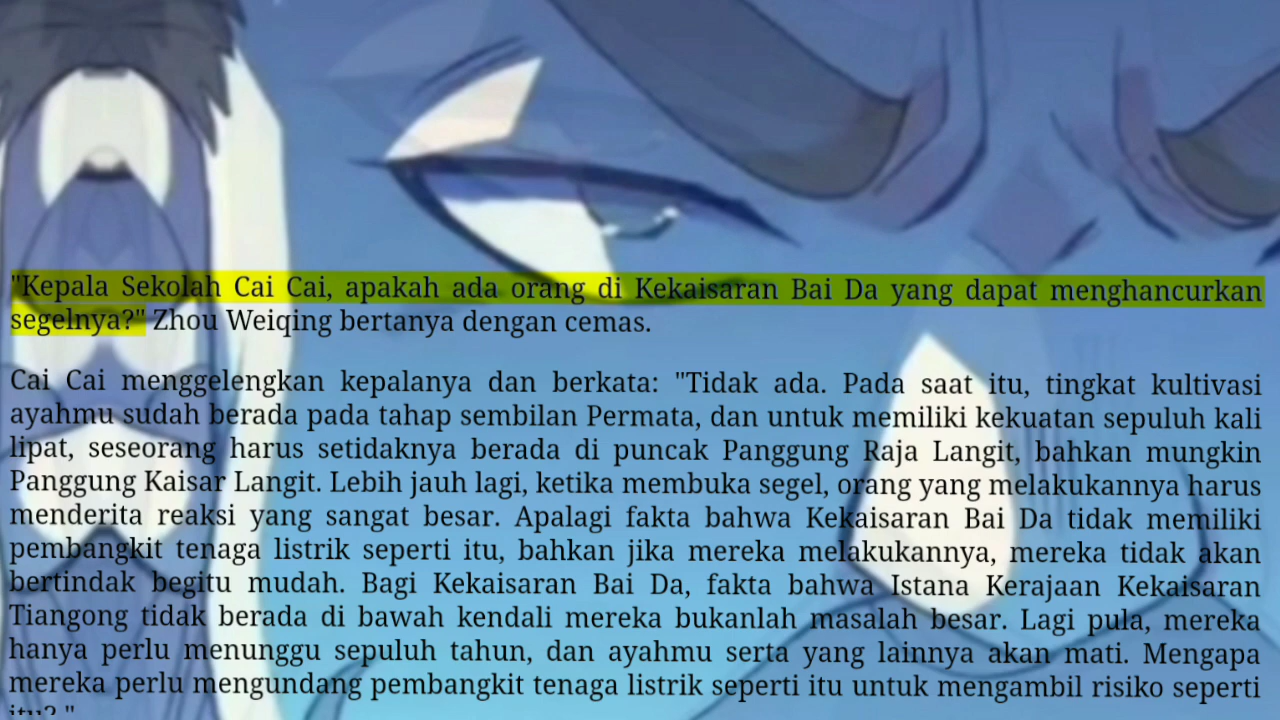 "Kepala Sekolah Cai Cai, apakah ada orang di Kekaisaran Bai Da yang dapat menghancurkan
segelnya?" Zhou Weiqing bertanya dengan cemas.
Cai Cai menggelengkan kepalanya dan berkata: "Tidak ada. Pada saat itu, tingkat kultivasi
ayahmu sudah berada pada tahap sembilan Permata, dan untuk memiliki kekuatan sepuluh kali
lipat, seseorang harus setidaknya berada di puncak Panggung Raja Langit, bahkan mungkin
Panggung Kaisar Langit. Lebih jauh lagi, ketika membuka segel, orang yang melakukannya harus
menderita reaksi yang sangat besar. Apalagi fakta bahwa Kekaisaran Bai Da tidak memiliki
pembangkit tenaga listrik seperti itu, bahkan jika mereka melakukannya, mereka tidak akan
bertindak begitu mudah. Bagi Kekaisaran Bai Da, fakta bahwa Istana Kerajaan Kekaisaran
Tiangong tidak berada di bawah kendali mereka bukanlah masalah besar. Lagi pula, mereka
hanya perlu menunggu sepuluh tahun, dan ayahmu serta yang lainnya akan mati. Mengapa
mereka perlu mengundang pembangkit tenaga listrik seperti itu untuk mengambil risiko seperti
itu? "